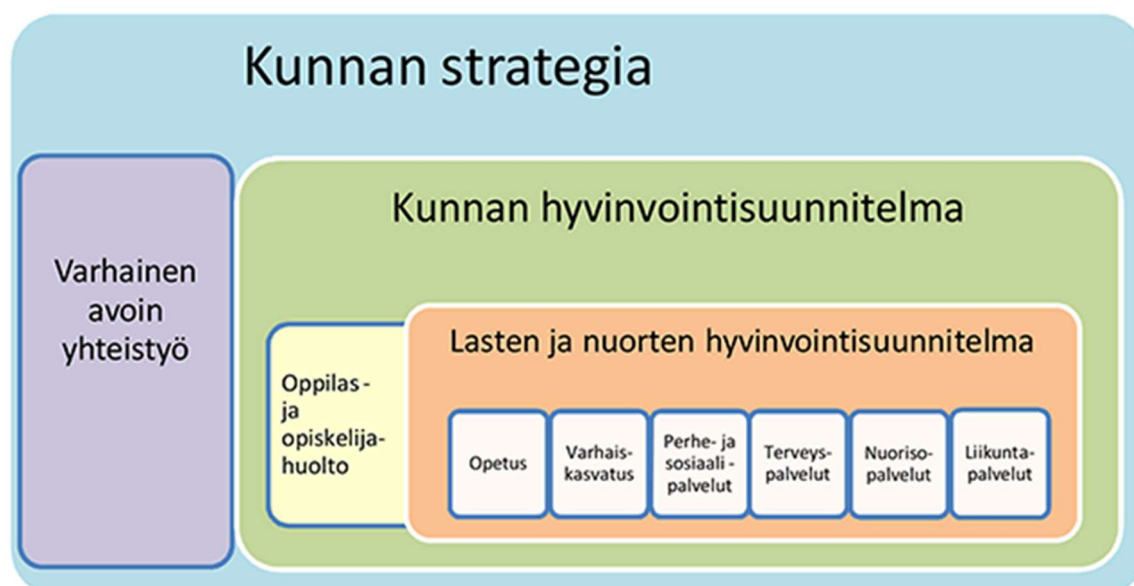 Kunnan strategia
Varhainen
avoin
yhteistyö
Kunnan hyvinvointisuunnitelma
Oppilas-
ja
opiskelija-
huolto
Lasten ja nuorten hyvinvointisuunnitelma
Opetus
Varhais-
kasvatus
Perhe- ja
sosiaali-
palvelut
Terveys-
palvelut
Nuoriso-
palvelut
Liikunta-
palvelut